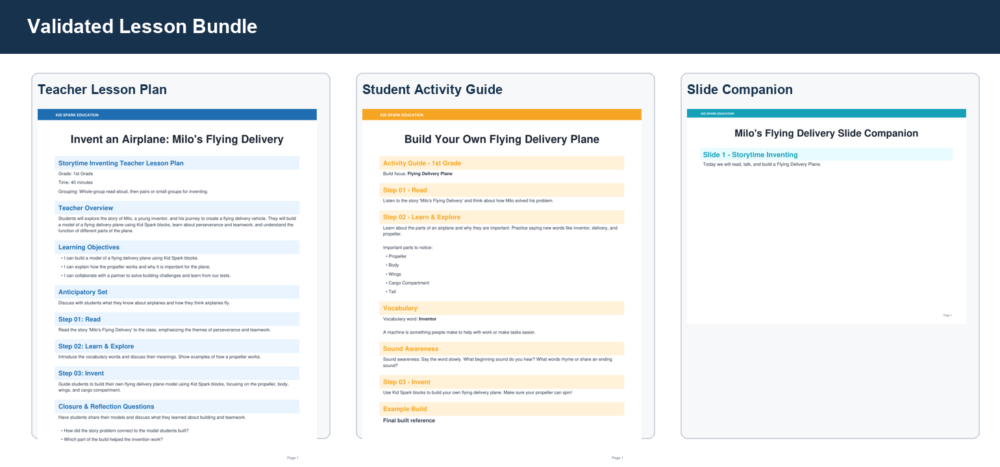 Validated Lesson Bundle
Teacher Lesson Plan
KID SPARK EDUCATION
Invent an Airplane: Milo's Flying Delivery
Storytime Inventing Teacher Lesson Plan
Grade: 1st Grade
Time: 40 minutes
Grouping: Whole-group read-aloud, then pairs or small groups for inventing.
Teacher Overview
Students will explore the story of Milo, a young inventor, and his journey to create a flying delivery vehicle. They will build
a model of a flying delivery plane using Kid Spark blocks, learn about perseverance and teamwork, and understand the
function of different parts of the plane.
Learning Objectives
• I can build a model of a flying delivery plane using Kid Spark blocks.
• I can explain how the propeller works and why it is important for the plane.
• I can collaborate with a partner to solve building challenges and learn from our tests.
Anticipatory Set
Discuss with students what they know about airplanes and how they think airplanes fly.
Step 01: Read
Read the story 'Milo's Flying Delivery' to the class, emphasizing the themes of perseverance and teamwork.
Step 02: Learn & Explore
Introduce the vocabulary words and discuss their meanings. Show examples of how a propeller works.
Step 03: Invent
Guide students to build their own flying delivery plane model using Kid Spark blocks, focusing on the propeller, body,
wings, and cargo compartment.
Closure & Reflection Questions
Have students share their models and discuss what they learned about building and teamwork.
• How did the story problem connect to the model students built?
• Which part of the build helped the invention work?
Page 1
Student Activity Guide
KID SPARK EDUCATION
Build Your Own Flying Delivery Plane
Activity Guide - 1st Grade
Build focus: Flying Delivery Plane
Step 01 - Read
Listen to the story 'Milo's Flying Delivery' and think about how Milo solved his problem.
Step 02 - Learn & Explore
Learn about the parts of an airplane and why they are important. Practice saying new words like inventor, delivery, and
propeller.
Important parts to notice:
• Propeller
• Body
• Wings
• Cargo Compartment
• Tail
Vocabulary
Vocabulary word: Inventor
A machine is something people make to help with work or make tasks easier.
Sound Awareness
Sound awareness: Say the word slowly. What beginning sound do you hear? What words rhyme or share an ending
sound?
Step 03 - Invent
Use Kid Spark blocks to build your own flying delivery plane. Make sure your propeller can spin!
Example Build
Final built reference
Page 1
Slide Companion
KID SPARK EDUCATION
Milo's Flying Delivery Slide Companion
Slide 1 - Storytime Inventing
Today we will read, talk, and build a Flying Delivery Plane.
Page 1